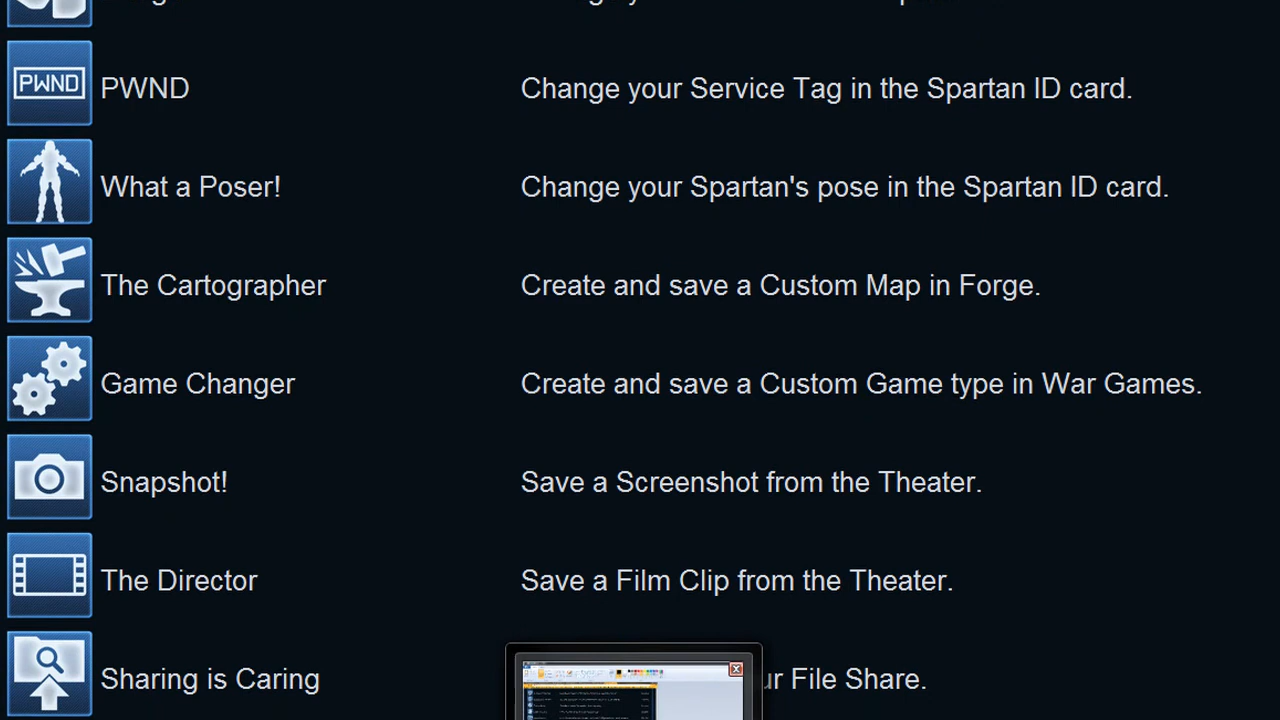 PWND PWND Change your Service Tag in the Spartan ID card.
What a Poser! Change your Spartan's pose in the Spartan ID card.
The Cartographer Create and save a Custom Map in Forge.
Game Changer Create and save a Custom Game type in War Games.
Snapshot! Save a Screenshot from the Theater.
The Director Save a Film Clip from the Theater.
Sharing is Caring File Share.